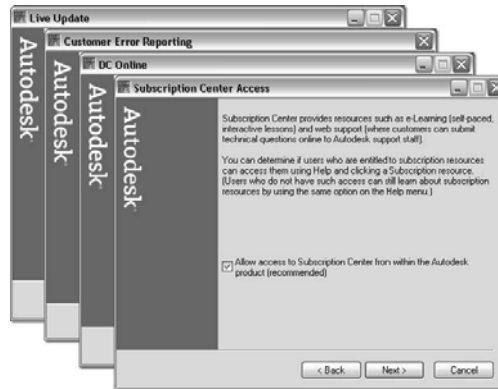 Live Update
Customer Error Reporting
DC Online
Subscription Center Access
Autodesk
Autodesk
Autodesk
Autodesk
Subscription Center provides resources such as e-Learning (self-paced,
interactive lessons) and web support (where customers can submit
technical questions online to Autodesk support staff).
You can determine if users who are entitled to subscription resources
can access them using Help and clicking a Subscription resource.
(Users who do not have such access can still learn about subscription
resources by using the same option on the Help menu.)
Allow access to Subscription Center from within the Autodesk
product (recommended)
< Back
Next >
Cancel